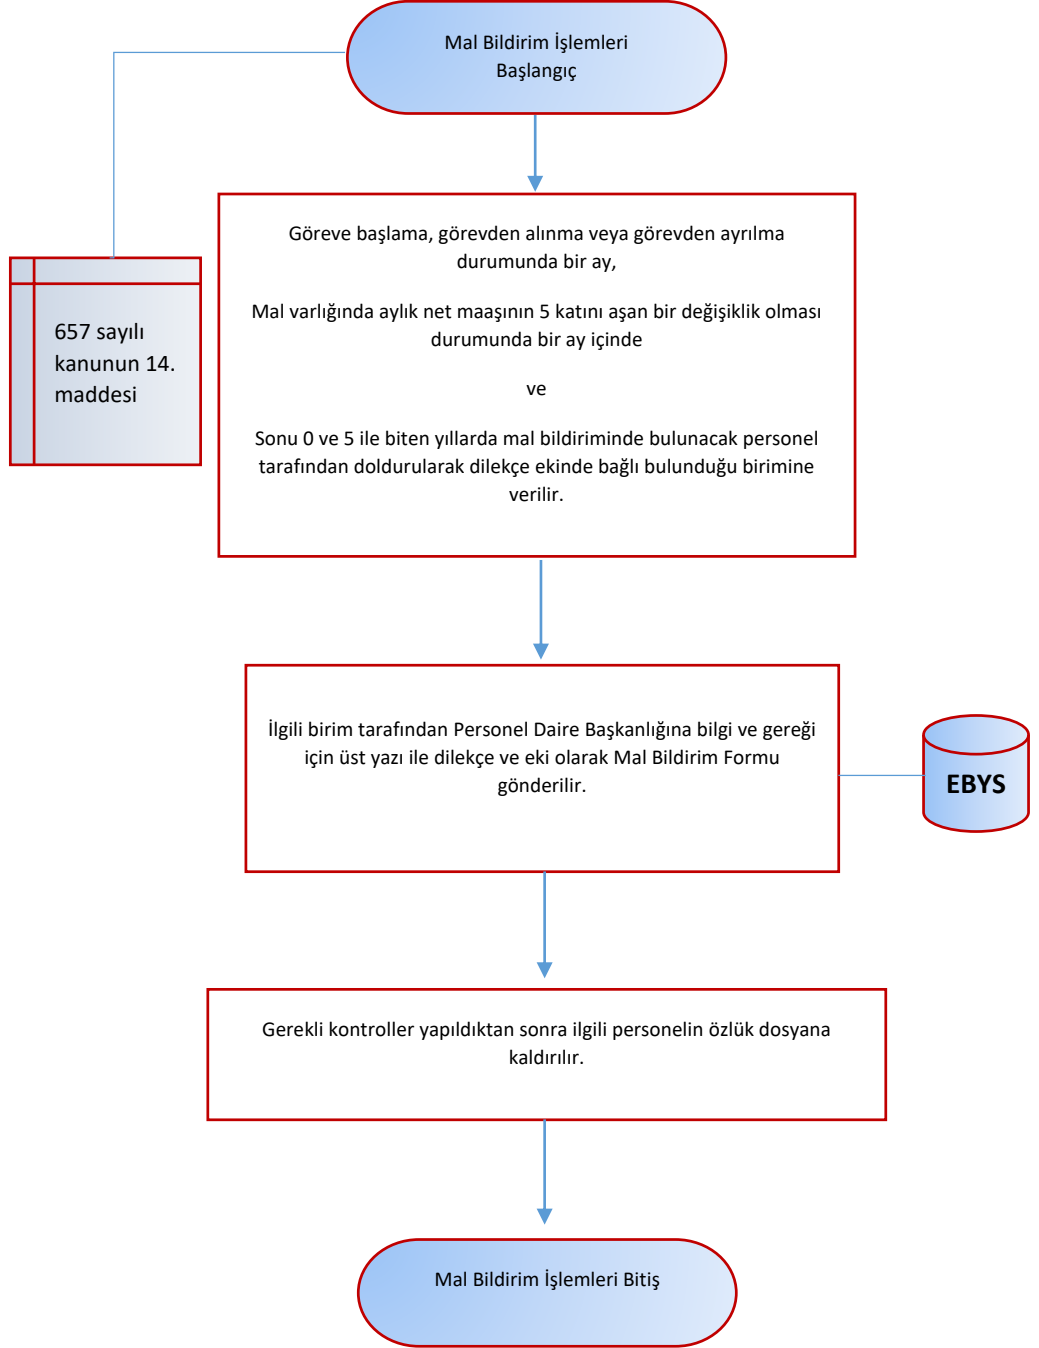 Mal Bildirim İşlemleri
Başlangıç
Göreve başlama, görevden alınma veya görevden ayrılma
durumunda bir ay,
Mal varlığında aylık net maaşının 5 katını aşan bir değişiklik olması
durumunda bir ay içinde
ve
Sonu 0 ve 5 ile biten yıllarda mal bildiriminde bulunacak personel
tarafından doldurularak dilekçe ekinde bağlı bulunduğu birimine
verilir.
657 sayılı
kanunun 14.
maddesi
İlgili birim tarafından Personel Daire Başkanlığına bilgi ve gereği
için üst yazı ile dilekçe ve eki olarak Mal Bildirim Formu
gönderilir.
EBYS
Gerekli kontroller yapıldıktan sonra ilgili personelin özlük dosyana
kaldırılır.
Mal Bildirim İşlemleri Bitiş